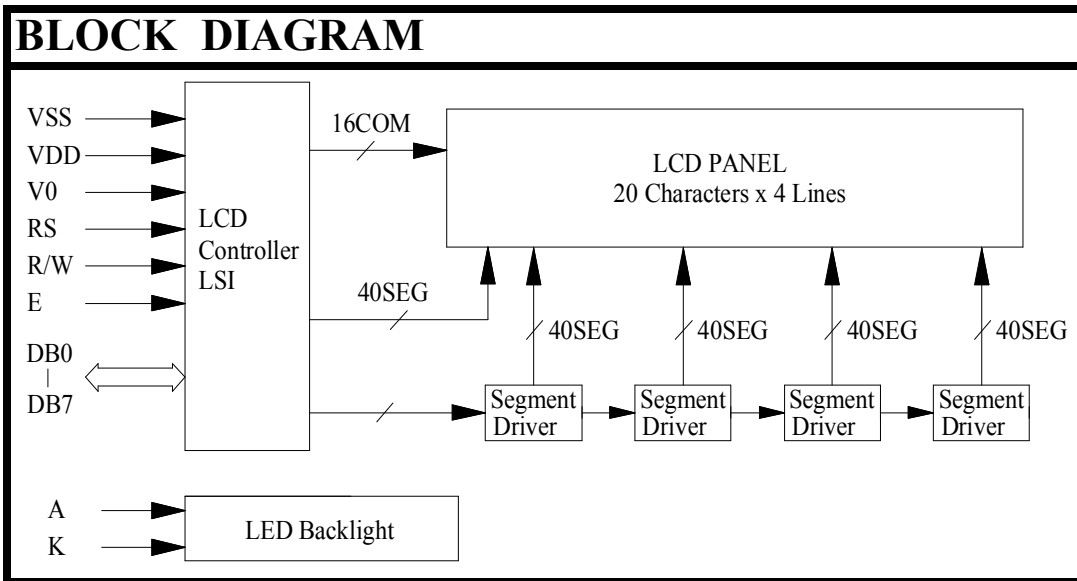 BLOCK DIAGRAM
VSS
VDD
V0
RS
R/W
E
DB0
DB7
LCD
Controller
LSI
16COM
LCD PANEL
20 Characters x 4 Lines
40SEG
40SEG
40SEG
40SEG
40SEG
Segment
Driver
Segment
Driver
Segment
Driver
Segment
Driver
A
K
LED Backlight